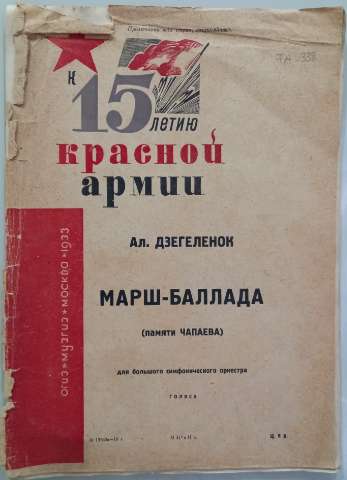 К 15
ЛЕТИЮ
КРАСНОЙ
АРМИИ
Ал. ДЗЕГЕЛЕНОК
МАРШ-БАЛЛАДА
(памяти ЧАПАЕВА)
для большого симфонического оркестра
голоса
ОГИЗ★МУЗГИЗ★МОСКВА★1933